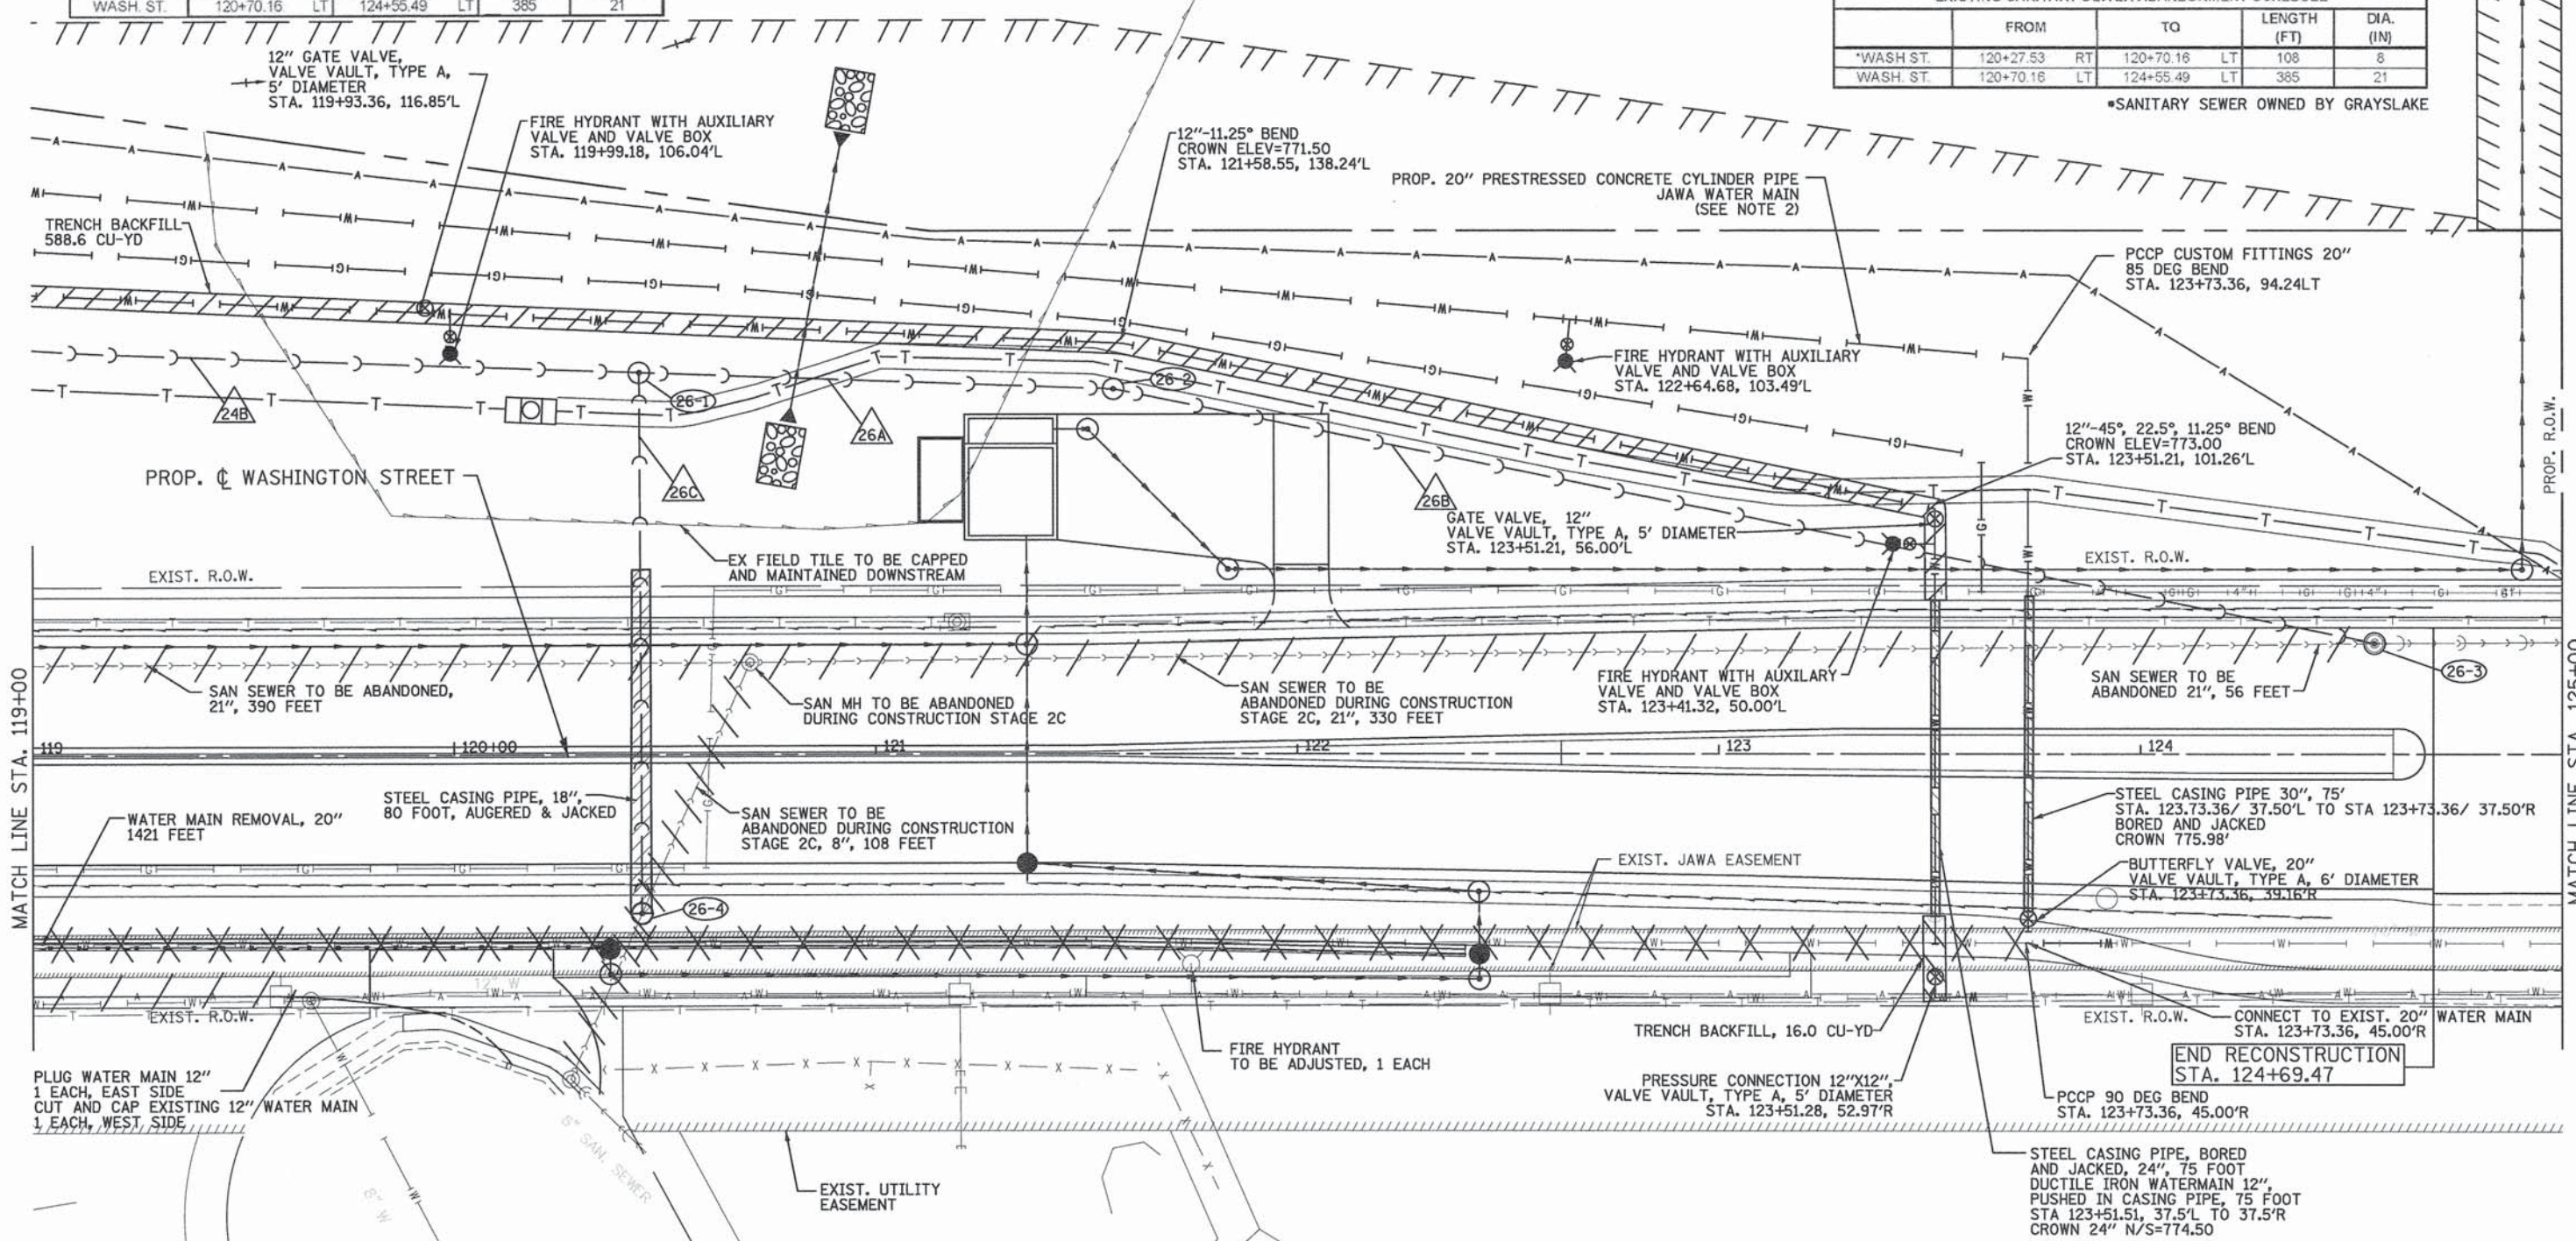 WASH. ST. 120+70.16 LT 124+55.49 LT 385 21
FROM TO LENGTH (FT) DIA. (IN)
*WASH ST. 120+27.53 RT 120+70.16 LT 108 8
WASH. ST. 120+70.16 LT 124+55.49 LT 385 21
*SANITARY SEWER OWNED BY GRAYSLAKE
12" GATE VALVE,
VALVE VAULT, TYPE A,
5' DIAMETER
STA. 119+93.36, 116.85'L
FIRE HYDRANT WITH AUXILIARY
VALVE AND VALVE BOX
STA. 119+99.18, 106.04'L
12"-11.25° BEND
CROWN ELEV=771.50
STA. 121+58.55, 138.24'L
PROP. 20" PRESTRESSED CONCRETE CYLINDER PIPE
JAWA WATER MAIN
(SEE NOTE 2)
TRENCH BACKFILL
588.6 CU-YD
PCCP CUSTOM FITTINGS 20"
85 DEG BEND
STA. 123+73.36, 94.24LT
FIRE HYDRANT WITH AUXILIARY
VALVE AND VALVE BOX
STA. 122+64.68, 103.49'L
24B
26-1
26A
26-2
26C
26B
12"-45°, 22.5°, 11.25° BEND
CROWN ELEV=773.00
STA. 123+51.21, 101.26'L
PROP. R.O.W.
PROP. ℄ WASHINGTON STREET
GATE VALVE, 12"
VALVE VAULT, TYPE A, 5' DIAMETER
STA. 123+51.21, 56.00'L
EX FIELD TILE TO BE CAPPED
AND MAINTAINED DOWNSTREAM
EXIST. R.O.W.
EXIST. R.O.W.
SAN SEWER TO BE ABANDONED,
21", 390 FEET
SAN MH TO BE ABANDONED
DURING CONSTRUCTION STAGE 2C
SAN SEWER TO BE
ABANDONED DURING CONSTRUCTION
STAGE 2C, 21", 330 FEET
FIRE HYDRANT WITH AUXILARY
VALVE AND VALVE BOX
STA. 123+41.32, 50.00'L
SAN SEWER TO BE
ABANDONED 21", 56 FEET
26-3
MATCH LINE STA. 119+00
MATCH LINE STA. 125+00
119 120+00 121 122 123 124
WATER MAIN REMOVAL, 20"
1421 FEET
STEEL CASING PIPE, 18",
80 FOOT, AUGERED & JACKED
SAN SEWER TO BE
ABANDONED DURING CONSTRUCTION
STAGE 2C, 8", 108 FEET
STEEL CASING PIPE 30", 75'
STA. 123.73.36/ 37.50'L TO STA 123+73.36/ 37.50'R
BORED AND JACKED
CROWN 775.98'
EXIST. JAWA EASEMENT
BUTTERFLY VALVE, 20"
VALVE VAULT, TYPE A, 6' DIAMETER
STA. 123+73.36, 39.16'R
26-4
12" W
EXIST. R.O.W.
EXIST. R.O.W.
CONNECT TO EXIST. 20" WATER MAIN
STA. 123+73.36, 45.00'R
TRENCH BACKFILL, 16.0 CU-YD
FIRE HYDRANT
TO BE ADJUSTED, 1 EACH
END RECONSTRUCTION
STA. 124+69.47
PLUG WATER MAIN 12"
1 EACH, EAST SIDE
CUT AND CAP EXISTING 12" WATER MAIN
1 EACH, WEST SIDE
PRESSURE CONNECTION 12"X12",
VALVE VAULT, TYPE A, 5' DIAMETER
STA. 123+51.28, 52.97'R
PCCP 90 DEG BEND
STA. 123+73.36, 45.00'R
8" SAN. SEWER
8" W
EXIST. UTILITY
EASEMENT
STEEL CASING PIPE, BORED
AND JACKED, 24", 75 FOOT
DUCTILE IRON WATERMAIN 12",
PUSHED IN CASING PIPE, 75 FOOT
STA 123+51.51, 37.5'L TO 37.5'R
CROWN 24" N/S=774.50